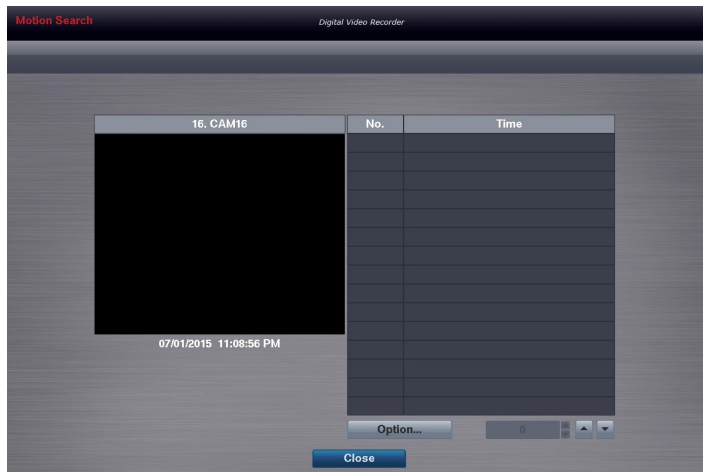 Motion Search
Digital Video Recorder
16. CAM16
No.
Time
07/01/2015 11:08:56 PM
Option...
0
Close